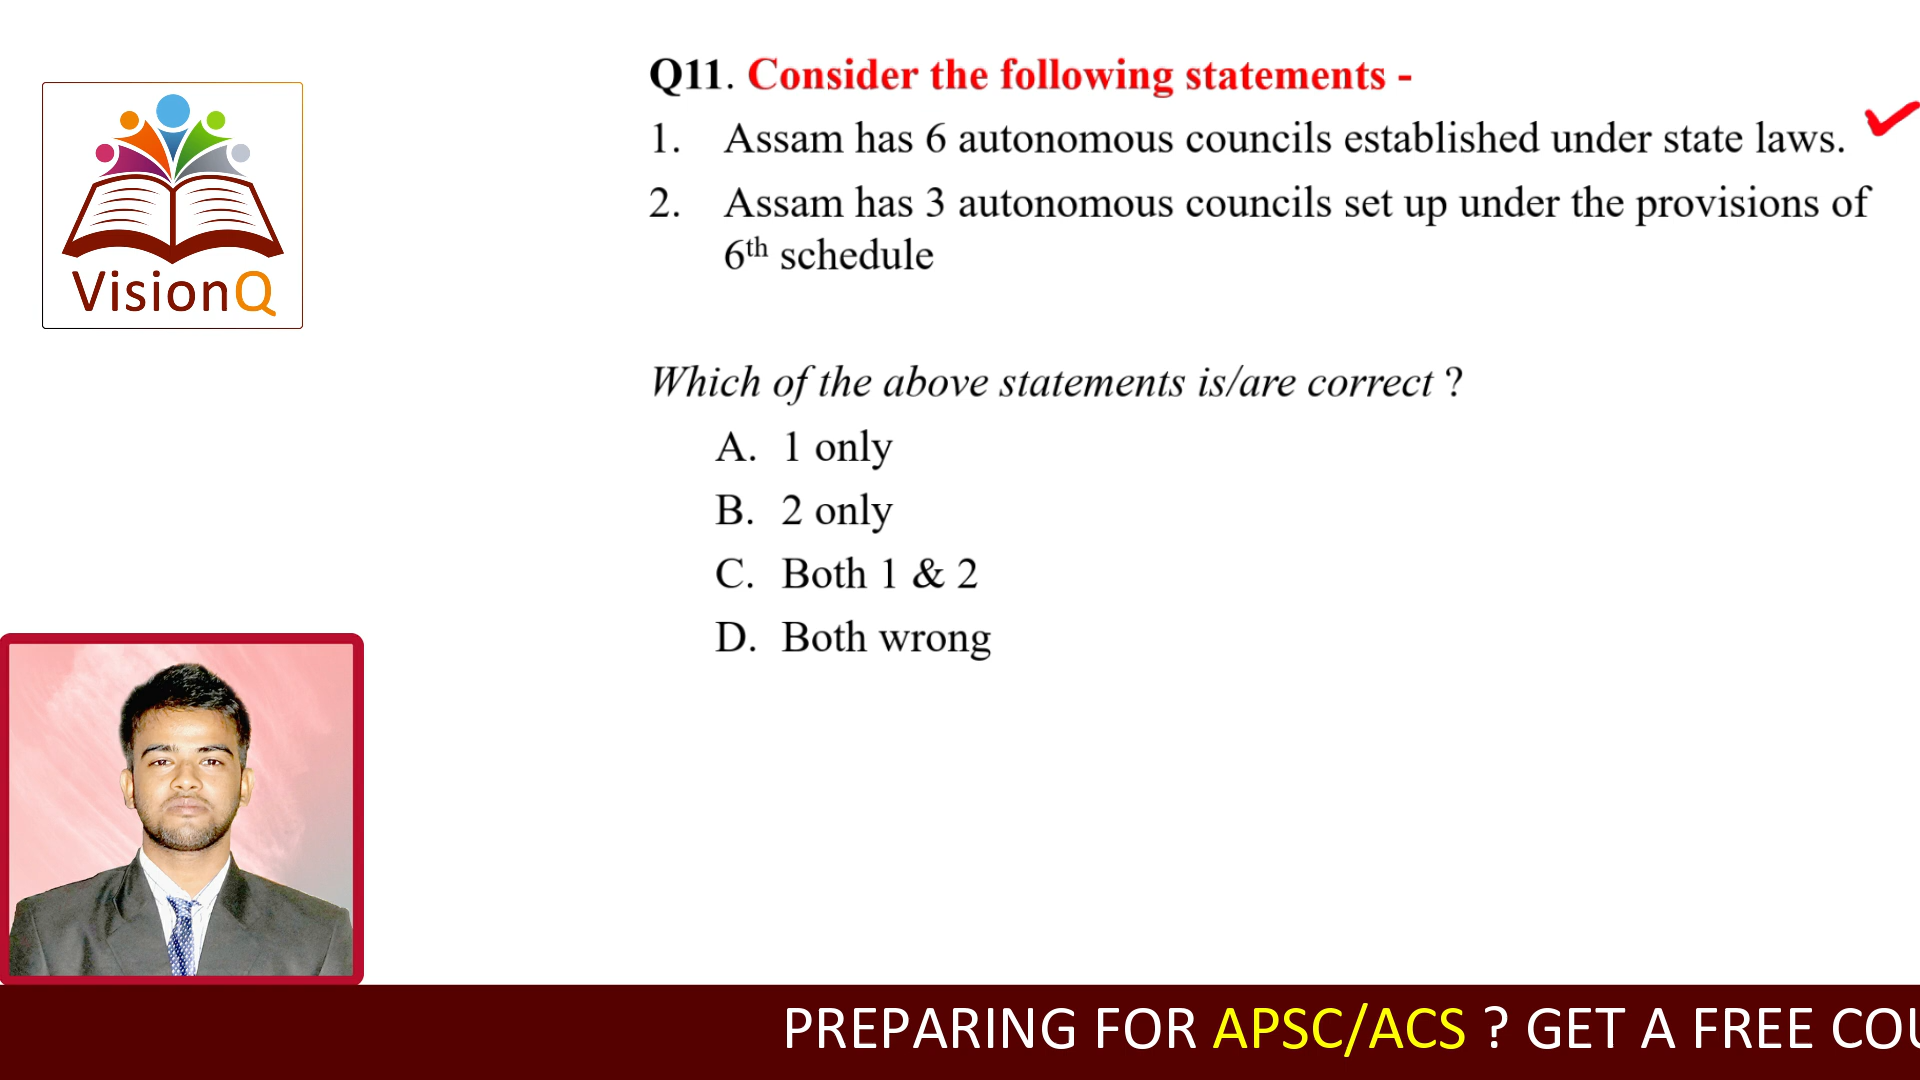 VisionQ
Q11. Consider the following statements -
1. Assam has 6 autonomous councils established under state laws.
2. Assam has 3 autonomous councils set up under the provisions of
6th schedule
Which of the above statements is/are correct ?
A. 1 only
B. 2 only
C. Both 1 & 2
D. Both wrong
PREPARING FOR APSC/ACS ? GET A FREE